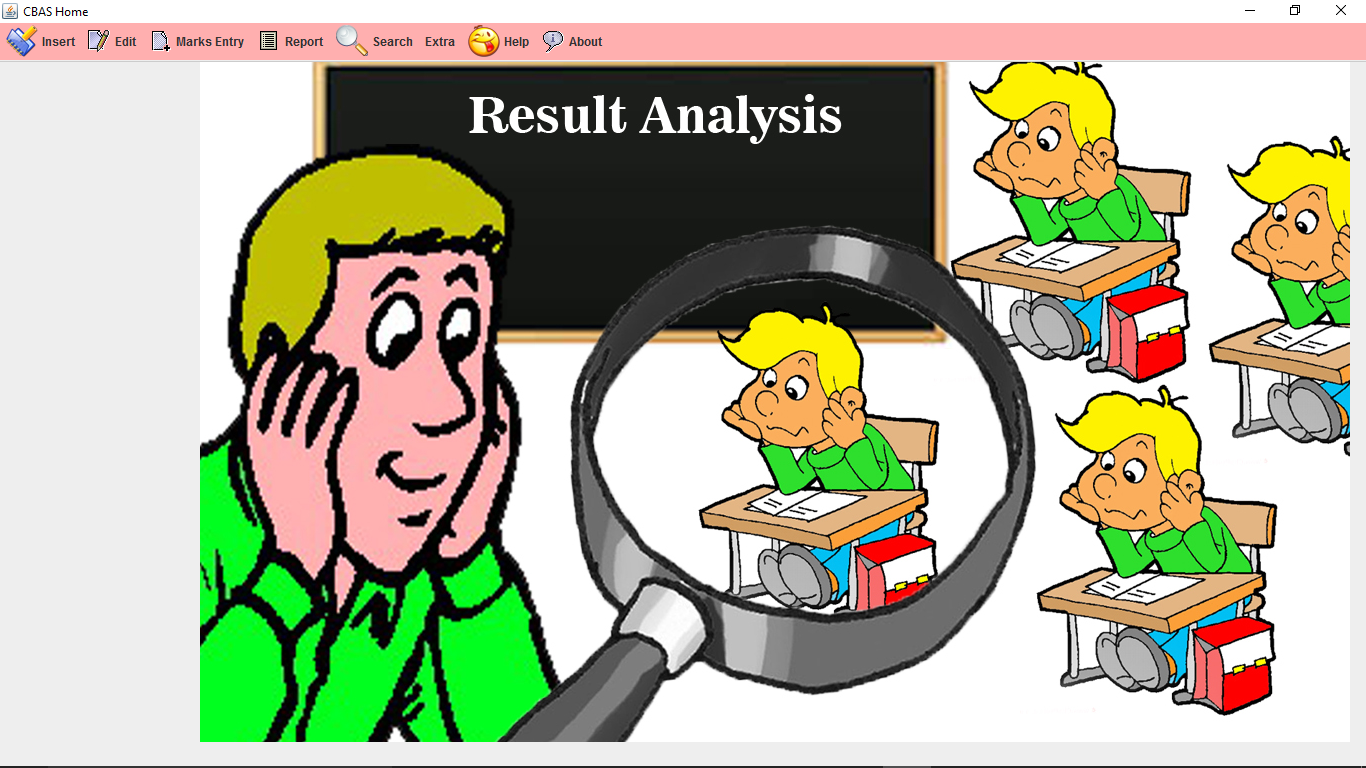 CBAS Home
Insert Edit Marks Entry Report Search Extra Help About
Result Analysis